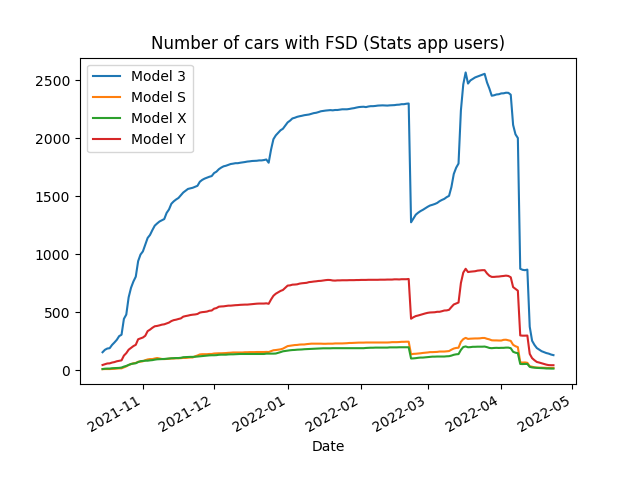 Number of cars with FSD (Stats app users)
Model 3
Model S
Model X
Model Y
2500
2000
1500
1000
500
0
2021-11
2021-12
2022-01
2022-02
2022-03
2022-04
2022-05
Date